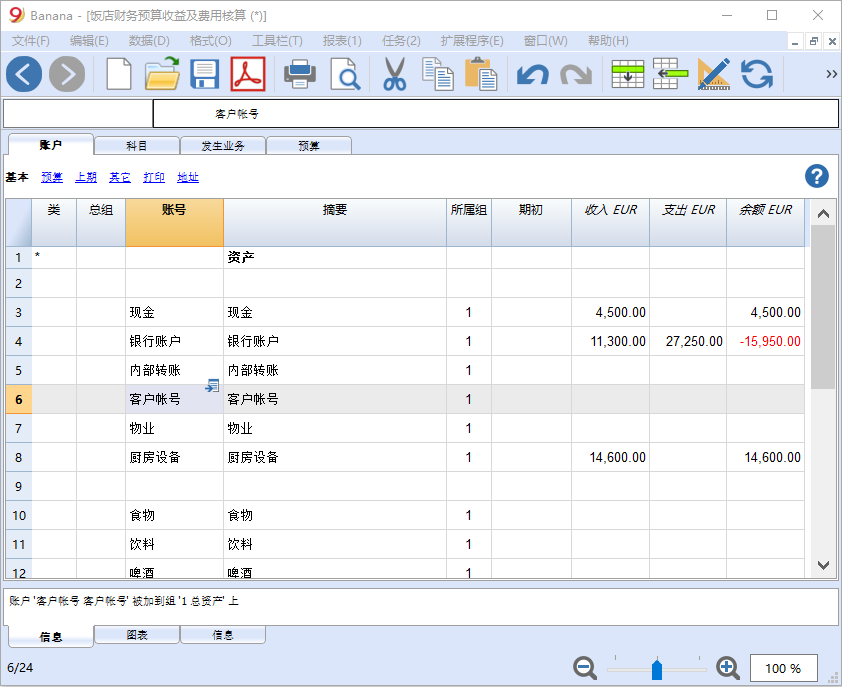 Banana - [饭店财务预算收益及费用核算 (*)]
文件(F) 编辑(E) 数据(D) 格式(O) 工具栏(T) 报表(1) 任务(2) 扩展程序(E) 窗口(W) 帮助(H)
客户帐号
账户 科目 发生业务 预算
基本 预算 上期 其它 打印 地址
类 总组 账号 摘要 所属组 期初 收入 EUR 支出 EUR 余额 EUR
1 * 资产
2
3 现金 现金 1 4,500.00 4,500.00
4 银行账户 银行账户 1 11,300.00 27,250.00 -15,950.00
5 内部转账 内部转账 1
6 客户帐号 客户帐号 1
7 物业 物业 1
8 厨房设备 厨房设备 1 14,600.00 14,600.00
9
10 食物 食物 1
11 饮料 饮料 1
12 啤酒 啤酒 1
账户 '客户帐号 客户帐号' 被加到组 '1 总资产' 上
信息 图表 信息
6/24
100 %